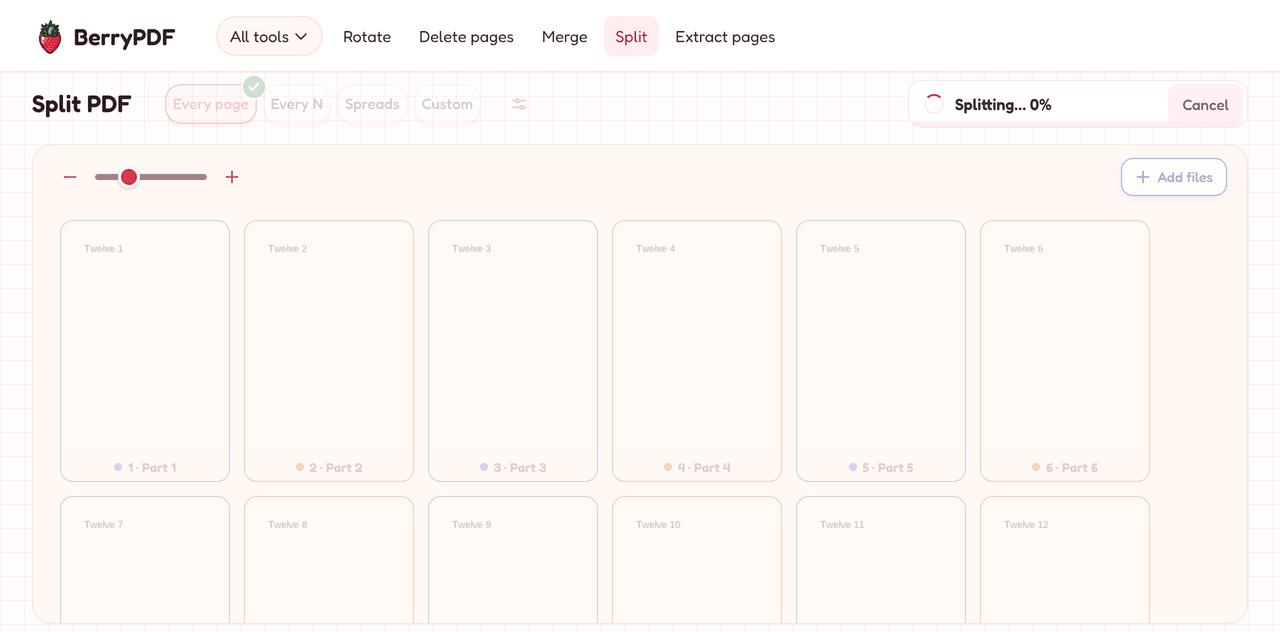 BerryPDF
All tools
Rotate
Delete pages
Merge
Split
Extract pages
Split PDF
Every page
Every N
Spreads
Custom
Splitting... 0%
Cancel
Add files
Twelve 1
Twelve 2
Twelve 3
Twelve 4
Twelve 5
Twelve 6
1 · Part 1
2 · Part 2
3 · Part 3
4 · Part 4
5 · Part 5
6 · Part 6
Twelve 7
Twelve 8
Twelve 9
Twelve 10
Twelve 11
Twelve 12